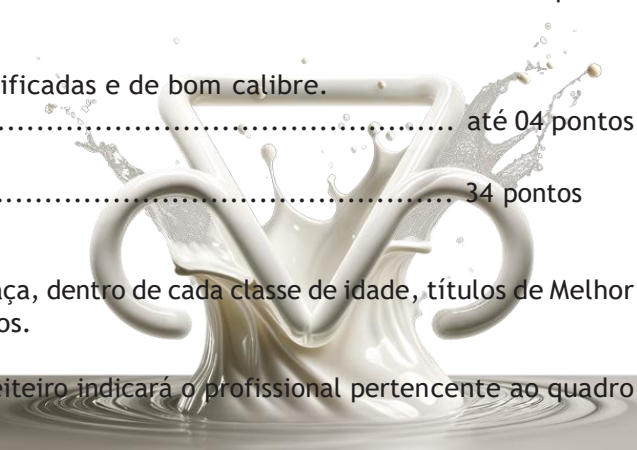 ificadas e de bom calibre.
.................................................. até 04 pontos
.................................................. 34 pontos
aça, dentro de cada classe de idade, títulos de Melhor
os.
eiteiro indicará o profissional pertencente ao quadro